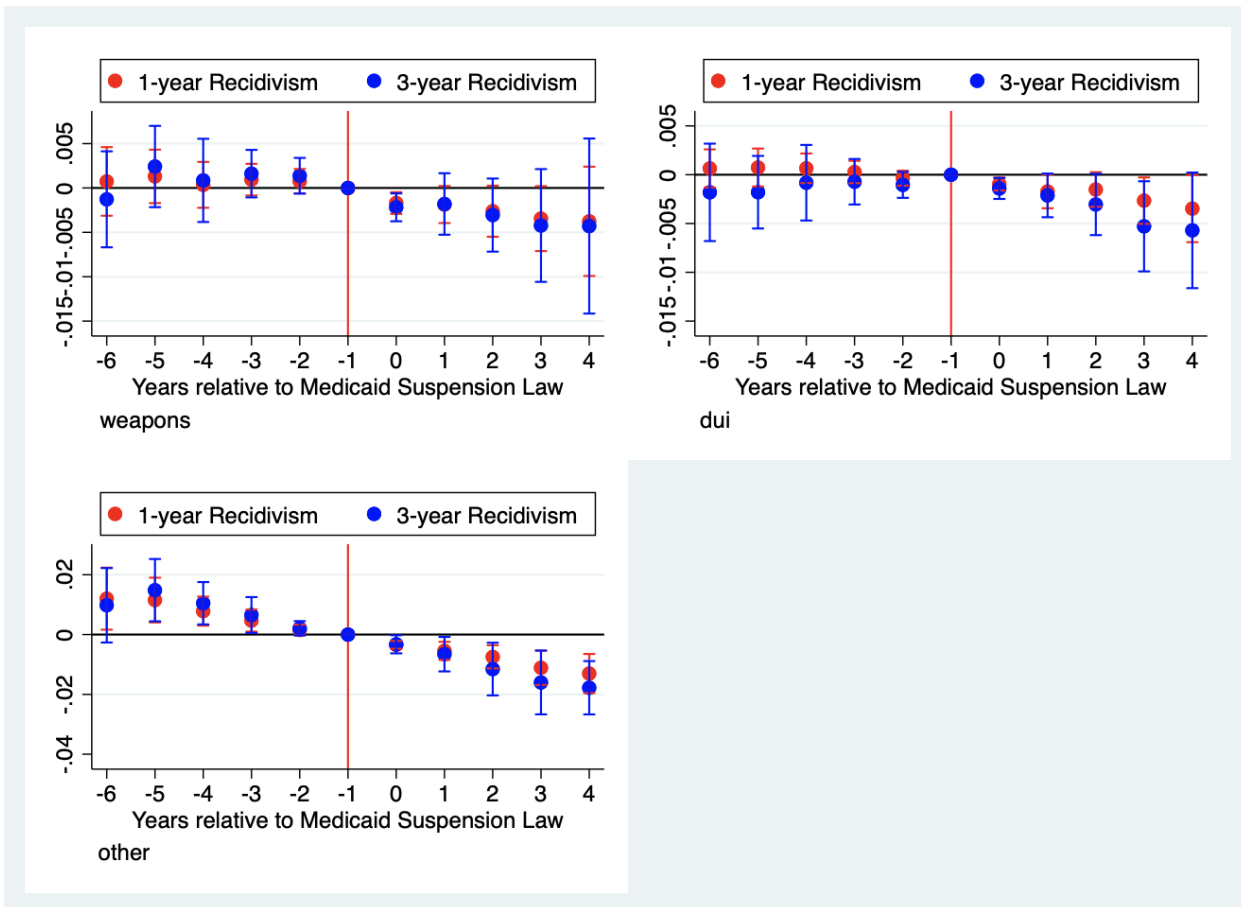 1-year Recidivism 3-year Recidivism
.005
0
-.005
-.01
-.015
-6 -5 -4 -3 -2 -1 0 1 2 3 4
Years relative to Medicaid Suspension Law
weapons
1-year Recidivism 3-year Recidivism
.005
0
-.005
-.01
-.015
-6 -5 -4 -3 -2 -1 0 1 2 3 4
Years relative to Medicaid Suspension Law
dui
1-year Recidivism 3-year Recidivism
.02
0
-.02
-.04
-6 -5 -4 -3 -2 -1 0 1 2 3 4
Years relative to Medicaid Suspension Law
other